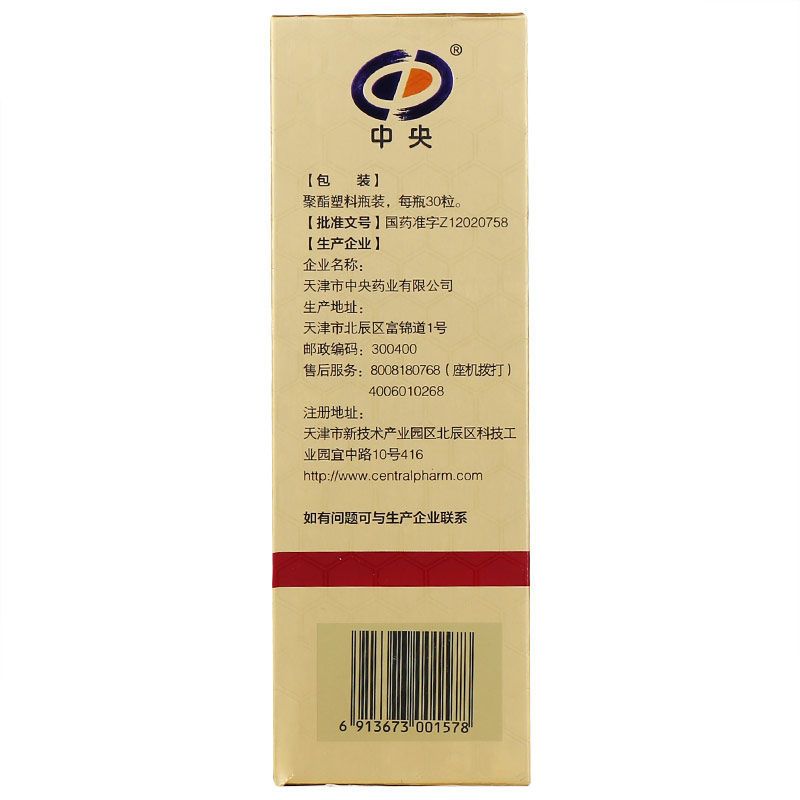 ®
中央
【包 装】
聚酯塑料瓶装，每瓶30粒。
【批准文号】国药准字Z12020758
【生产企业】
企业名称：
天津市中央药业有限公司
生产地址：
天津市北辰区富锦道1号
邮政编码：300400
售后服务：8008180768（座机拨打）
4006010268
注册地址：
天津市新技术产业园区北辰区科技工
业园宜中路10号416
http://www.centralpharm.com
如有问题可与生产企业联系
6 913673 001578